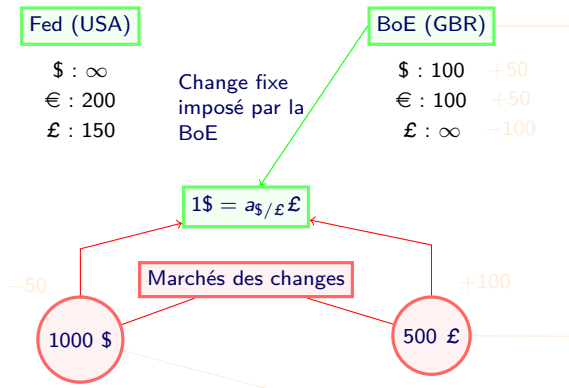 Fed (USA)
$ : ∞
€ : 200
£ : 150
Change fixe
imposé par la
BoE
BoE (GBR)
$ : 100 +50
€ : 100 +50
£ : ∞ −100
1$ = a$/££
Marchés des changes
−50
1000 $
+100
500 £